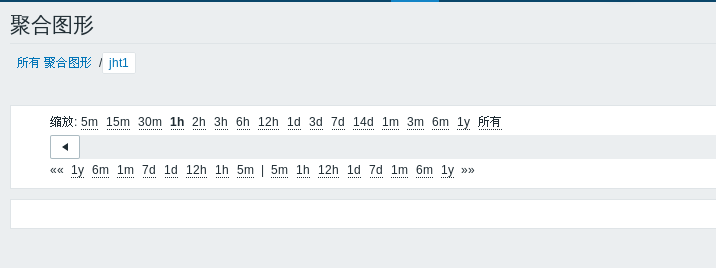 聚合图形
所有 聚合图形 / jht1
缩放: 5m 15m 30m 1h 2h 3h 6h 12h 1d 3d 7d 14d 1m 3m 6m 1y 所有
«« 1y 6m 1m 7d 1d 12h 1h 5m | 5m 1h 12h 1d 7d 1m 6m 1y »»